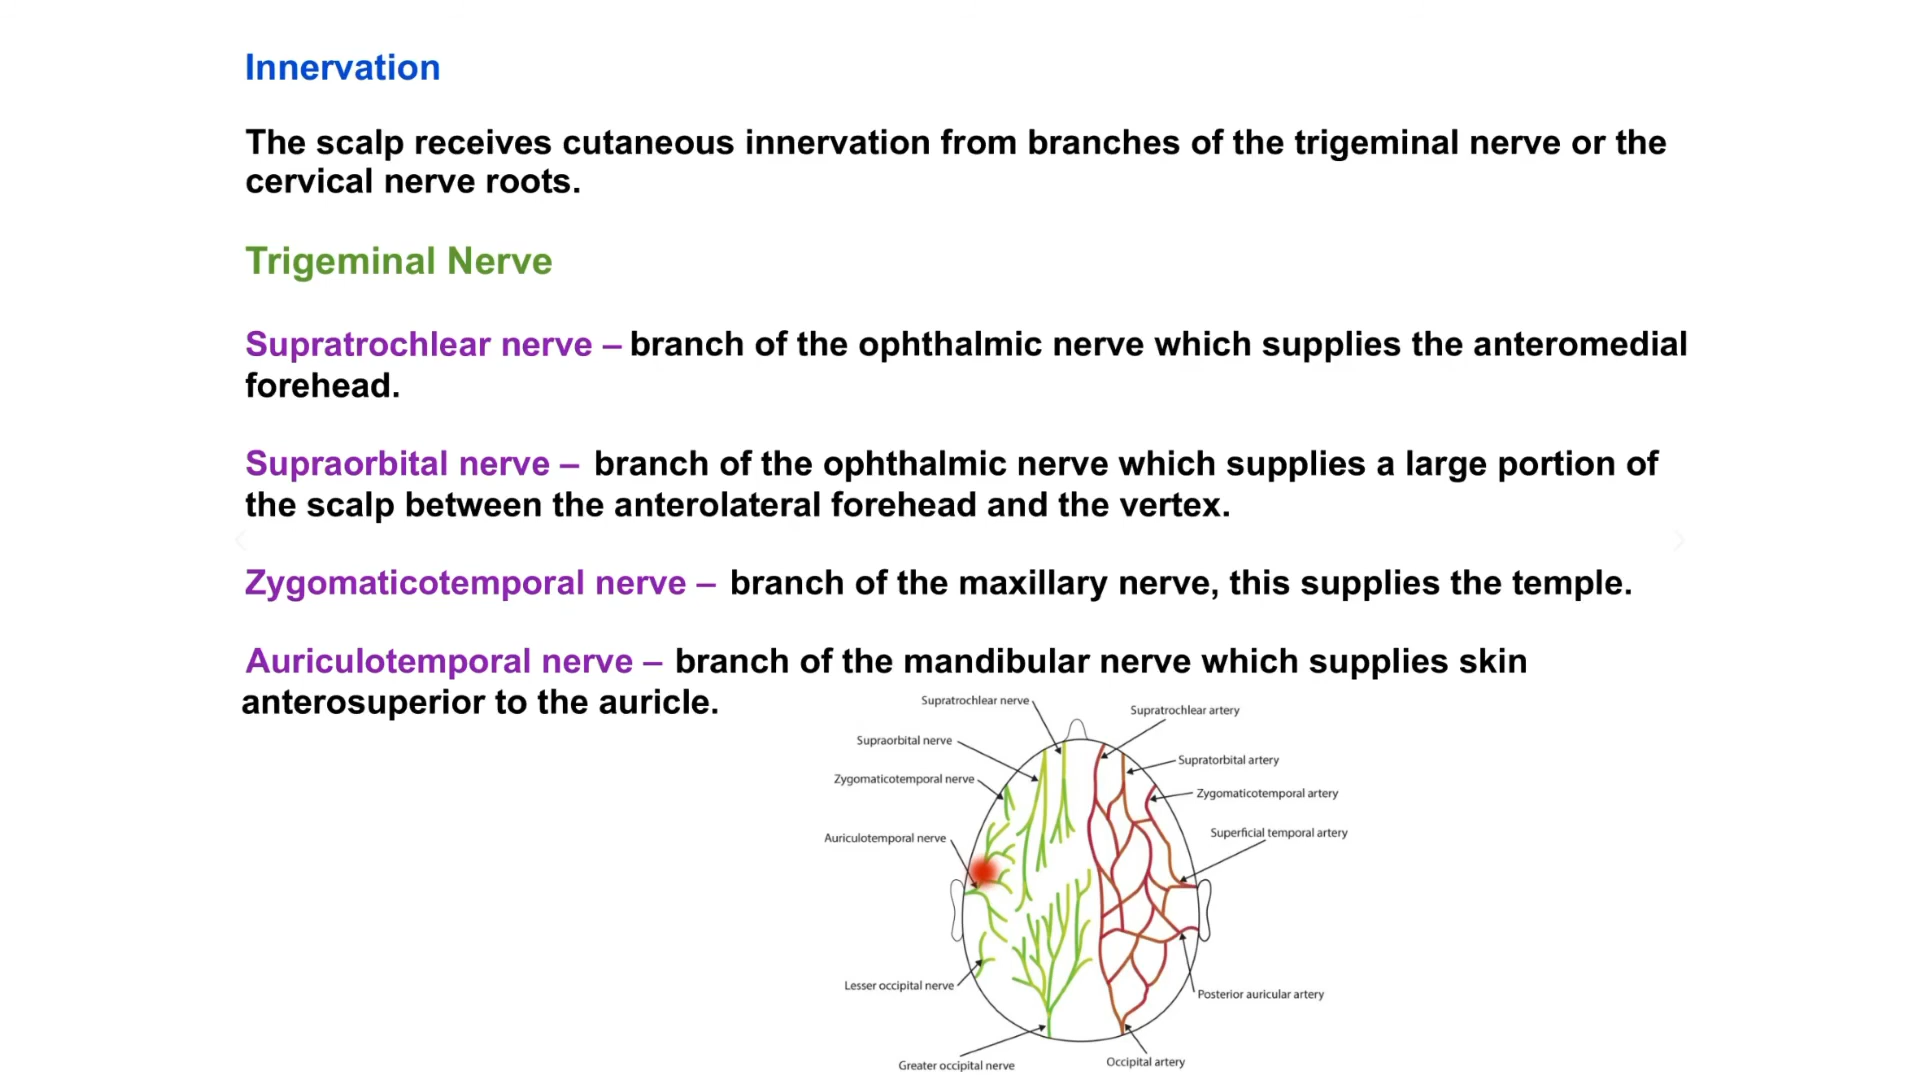 Innervation
The scalp receives cutaneous innervation from branches of the trigeminal nerve or the
cervical nerve roots.
Trigeminal Nerve
Supratrochlear nerve – branch of the ophthalmic nerve which supplies the anteromedial
forehead.
Supraorbital nerve – branch of the ophthalmic nerve which supplies a large portion of
the scalp between the anterolateral forehead and the vertex.
Zygomaticotemporal nerve – branch of the maxillary nerve, this supplies the temple.
Auriculotemporal nerve – branch of the mandibular nerve which supplies skin
anterosuperior to the auricle.
Supratrochlear nerve
Supratrochlear artery
Supraorbital nerve
Supratorbital artery
Zygomaticotemporal nerve
Zygomaticotemporal artery
Auriculotemporal nerve
Superficial temporal artery
Lesser occipital nerve
Posterior auricular artery
Greater occipital nerve
Occipital artery